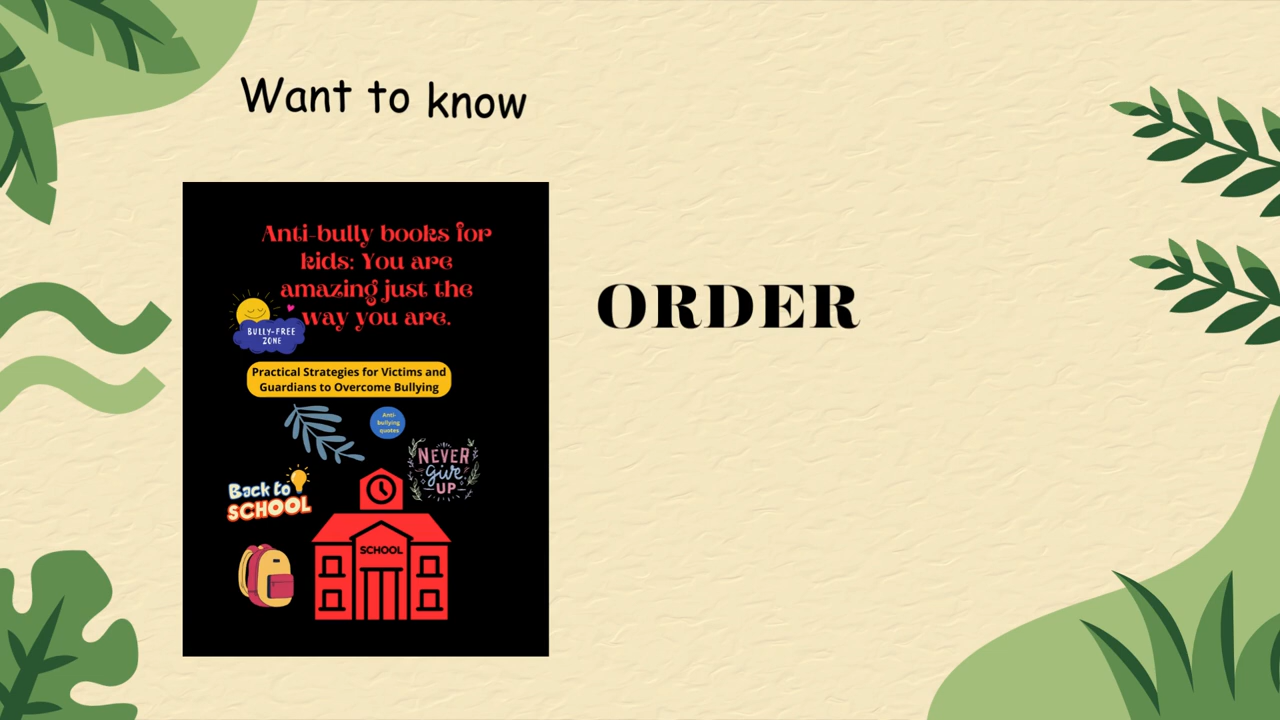 Want to know
Anti-bully books for
kids: You are
amazing just the
way you are.
BULLY-FREE
ZONE
Practical Strategies for Victims and
Guardians to Overcome Bullying
Anti-
bullying
quotes
NEVER
give
UP
Back to
SCHOOL
SCHOOL
ORDER